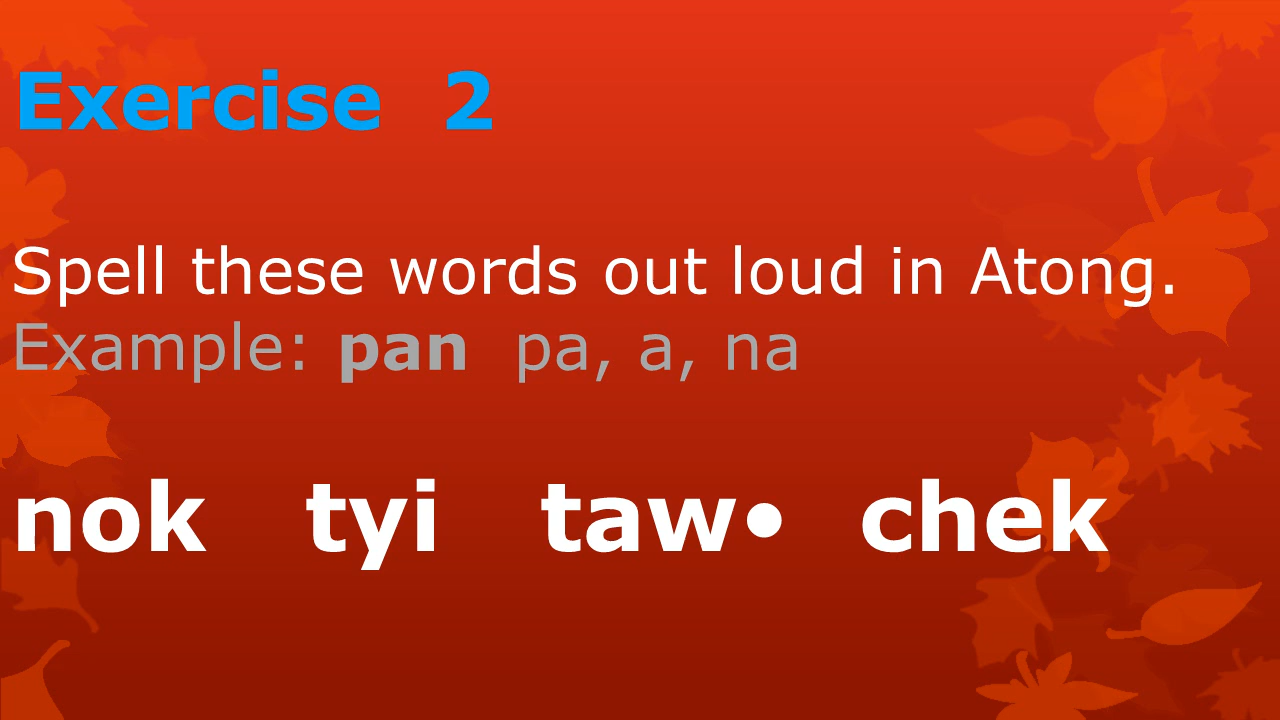 Exercise 2
Spell these words out loud in Atong.
Example: pan pa, a, na
nok tyi taw• chek